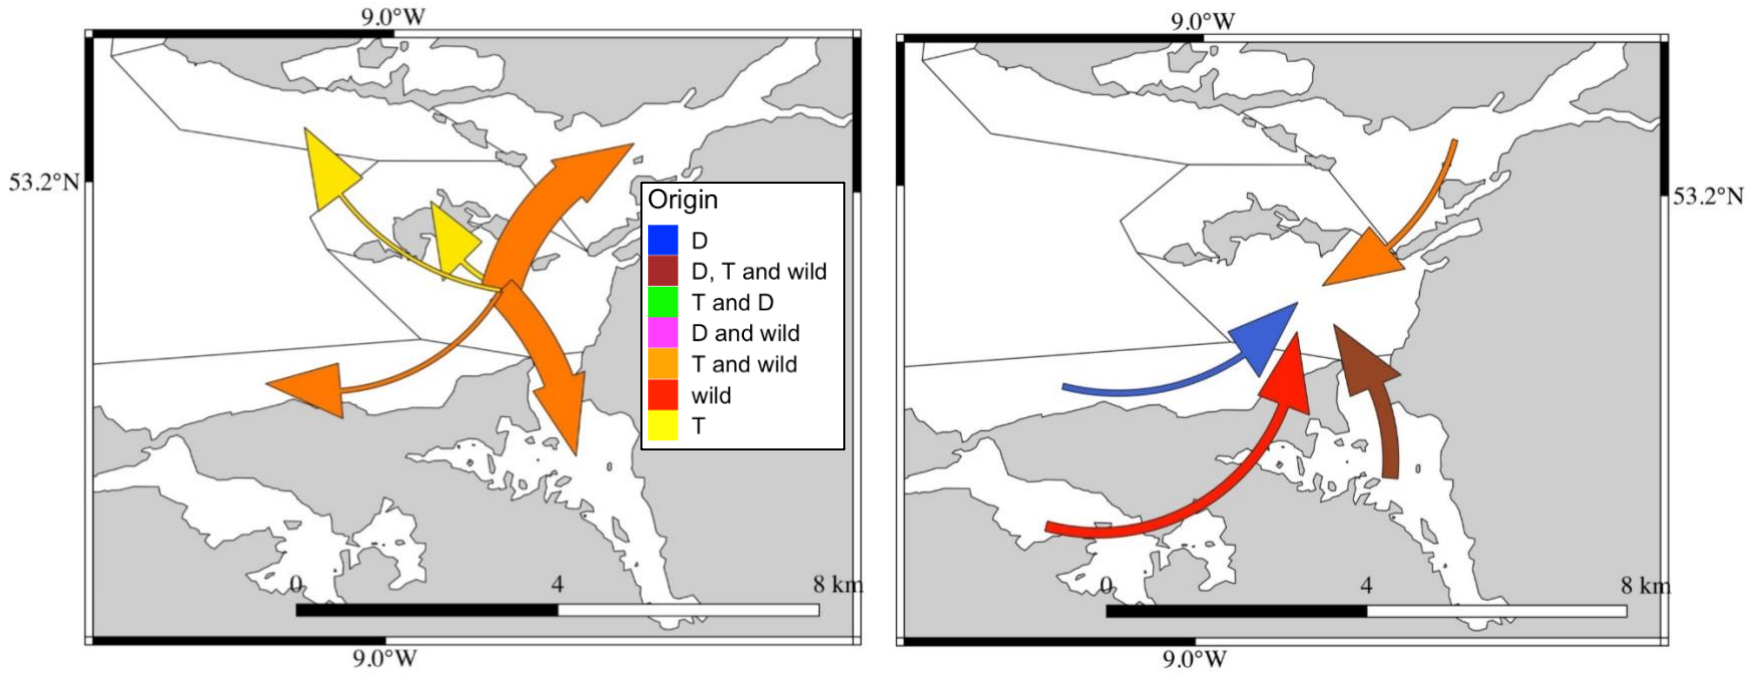 9.0°W
9.0°W
53.2°N
53.2°N
Origin
D
D, T and wild
T and D
D and wild
T and wild
wild
T
0
4
8 km
0
4
8 km
9.0°W
9.0°W